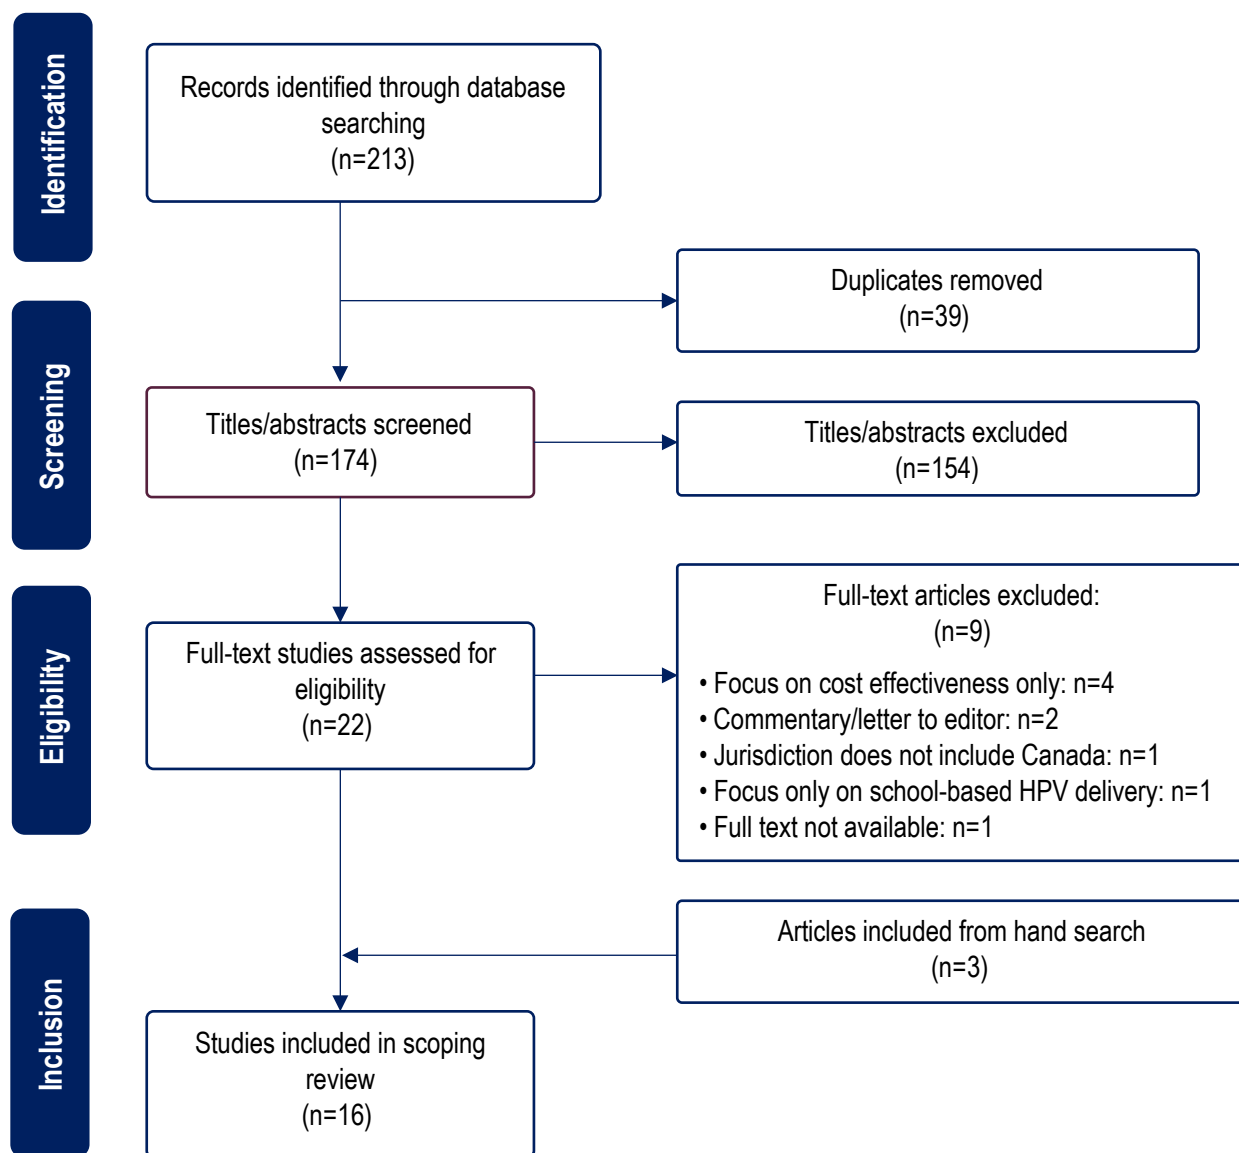 Identification
Records identified through database
searching
(n=213)
Duplicates removed
(n=39)
Screening
Titles/abstracts screened
(n=174)
Titles/abstracts excluded
(n=154)
Eligibility
Full-text studies assessed for
eligibility
(n=22)
Full-text articles excluded:
(n=9)
• Focus on cost effectiveness only: n=4
• Commentary/letter to editor: n=2
• Jurisdiction does not include Canada: n=1
• Focus only on school-based HPV delivery: n=1
• Full text not available: n=1
Articles included from hand search
(n=3)
Inclusion
Studies included in scoping
review
(n=16)